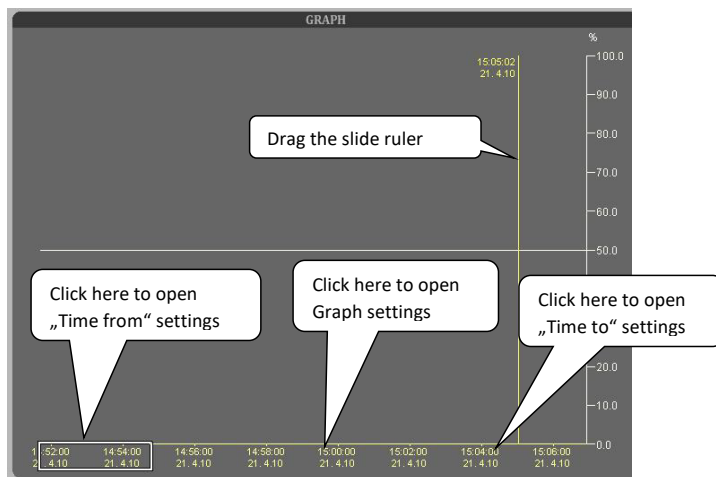 GRAPH
%
100.0
15:05:02
21. 4.10
90.0
80.0
Drag the slide ruler
70.0
60.0
50.0
Click here to open
„Time from“ settings
Click here to open
Graph settings
Click here to open
„Time to“ settings
20.0
10.0
0.0
14:54:00 14:56:00 14:58:00 15:00:00 15:02:00 15:04:00 15:06:00
21. 4.10 21. 4.10 21. 4.10 21. 4.10 21. 4.10 21. 4.10 21. 4.10